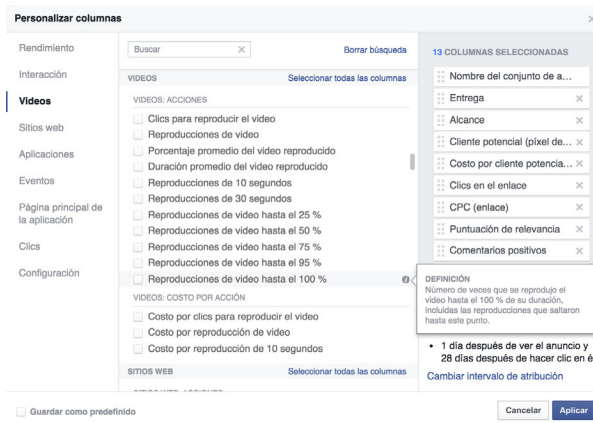 Personalizar columnas
Rendimiento
Interacción
Videos
Sitios web
Aplicaciones
Eventos
Página principal de
la aplicación
Clics
Configuración
Buscar
Borrar búsqueda
VIDEOS
Seleccionar todas las columnas
VIDEOS: ACCIONES
Clics para reproducir el video
Reproducciones de video
Porcentaje promedio del video reproducido
Duración promedio del video reproducido
Reproducciones de 10 segundos
Reproducciones de 30 segundos
Reproducciones de video hasta el 25 %
Reproducciones de video hasta el 50 %
Reproducciones de video hasta el 75 %
Reproducciones de video hasta el 95 %
Reproducciones de video hasta el 100 %
VIDEOS: COSTO POR ACCIÓN
Costo por clics para reproducir el video
Costo por reproducción de video
Costo por reproducción de 10 segundos
SITIOS WEB
Seleccionar todas las columnas
13 COLUMNAS SELECCIONADAS
Nombre del conjunto de a...
Entrega
Alcance
Cliente potencial (píxel de...
Costo por cliente potencia...
Clics en el enlace
CPC (enlace)
Puntuación de relevancia
Comentarios positivos
DEFINICIÓN
Número de veces que se reprodujo el
video hasta el 100 % de su duración,
incluidas las reproducciones que saltaron
hasta este punto.
• 1 día después de ver el anuncio y
28 días después de hacer clic en é
Cambiar intervalo de atribución
Guardar como predefinido
Cancelar
Aplicar